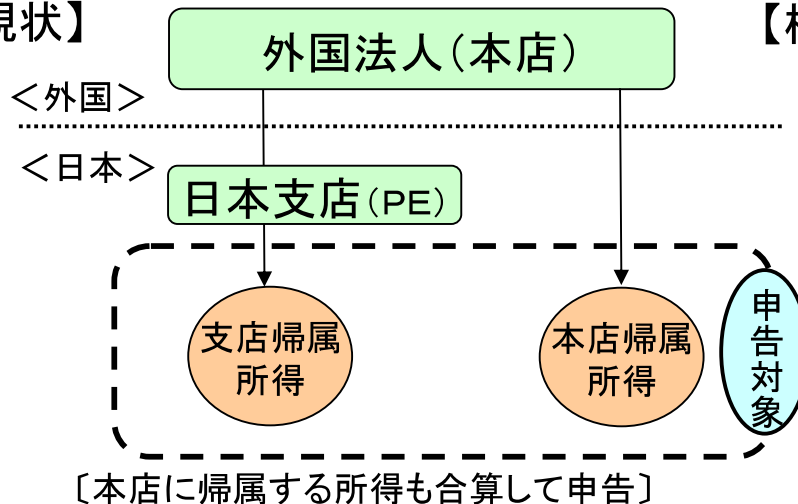 現状】
【
外国法人（本店）
＜外国＞
＜日本＞
日本支店（PE）
支店帰属
所得
本店帰属
所得
申告対象
〔本店に帰属する所得も合算して申告〕